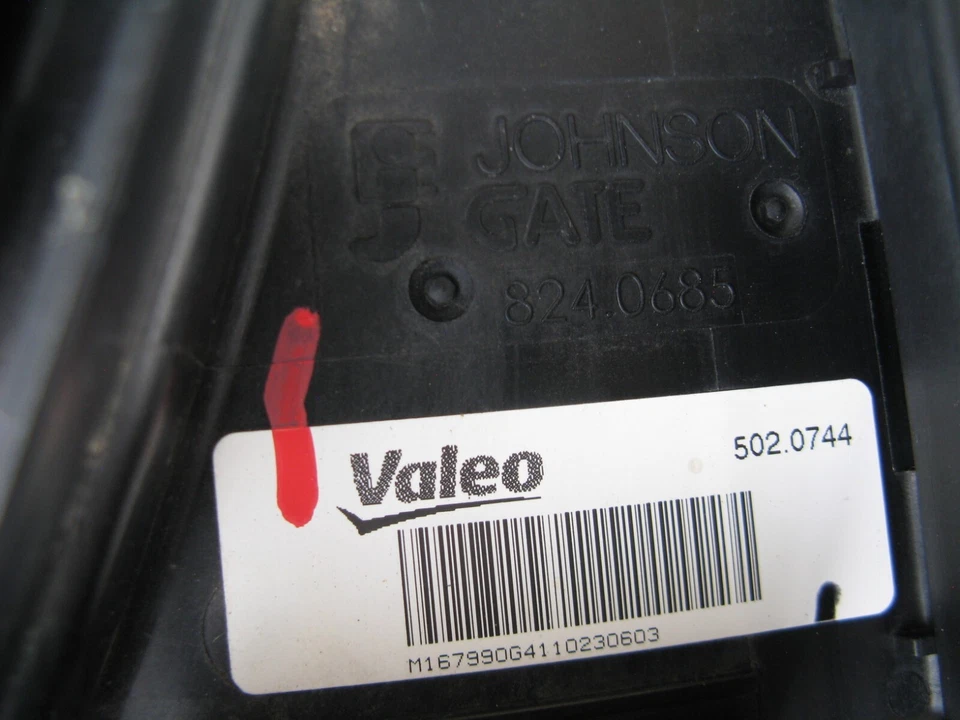 JOHNSON
GATE
824.0685
Valeo
502.0744
M167990G4110230603